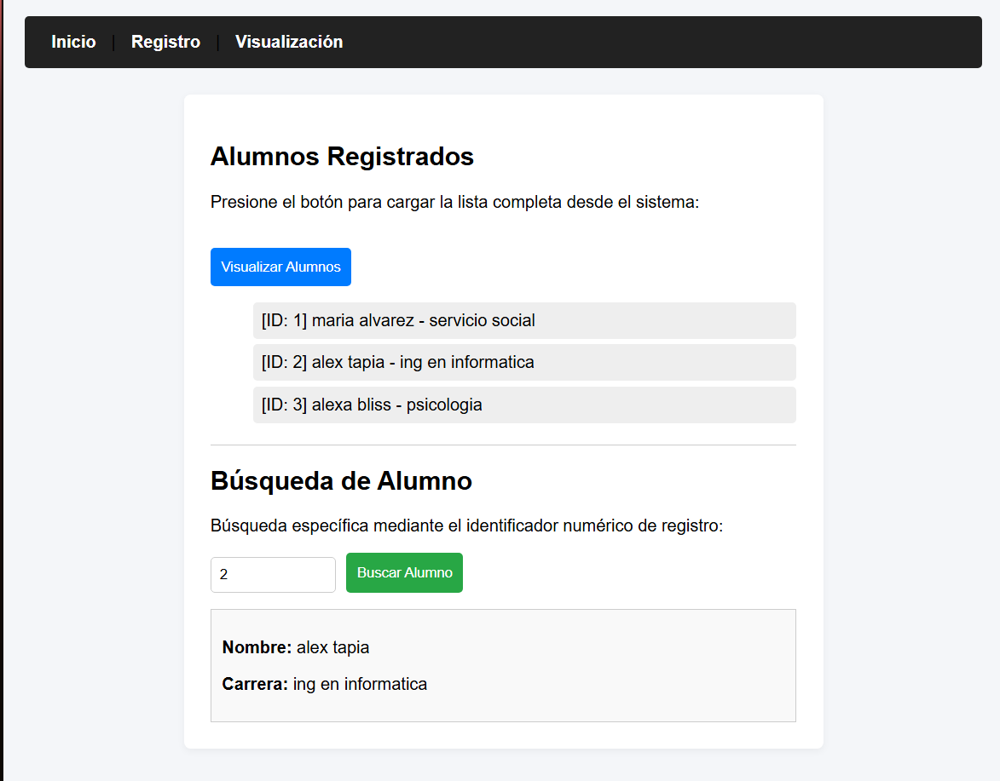 Inicio | Registro | Visualización
Alumnos Registrados
Presione el botón para cargar la lista completa desde el sistema:
Visualizar Alumnos
[ID: 1] maria alvarez - servicio social
[ID: 2] alex tapia - ing en informatica
[ID: 3] alexa bliss - psicologia
Búsqueda de Alumno
Búsqueda específica mediante el identificador numérico de registro:
2 Buscar Alumno
Nombre: alex tapia
Carrera: ing en informatica